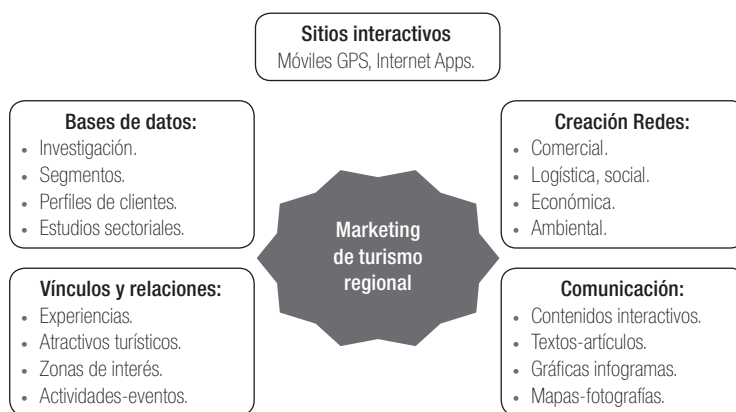 Sitios interactivos
Móviles GPS, Internet Apps.
Bases de datos:
• Investigación.
• Segmentos.
• Perfiles de clientes.
• Estudios sectoriales.
Creación Redes:
• Comercial.
• Logística, social.
• Económica.
• Ambiental.
Marketing
de turismo
regional
Vínculos y relaciones:
• Experiencias.
• Atractivos turísticos.
• Zonas de interés.
• Actividades-eventos.
Comunicación:
• Contenidos interactivos.
• Textos-artículos.
• Gráficas infogramas.
• Mapas-fotografías.